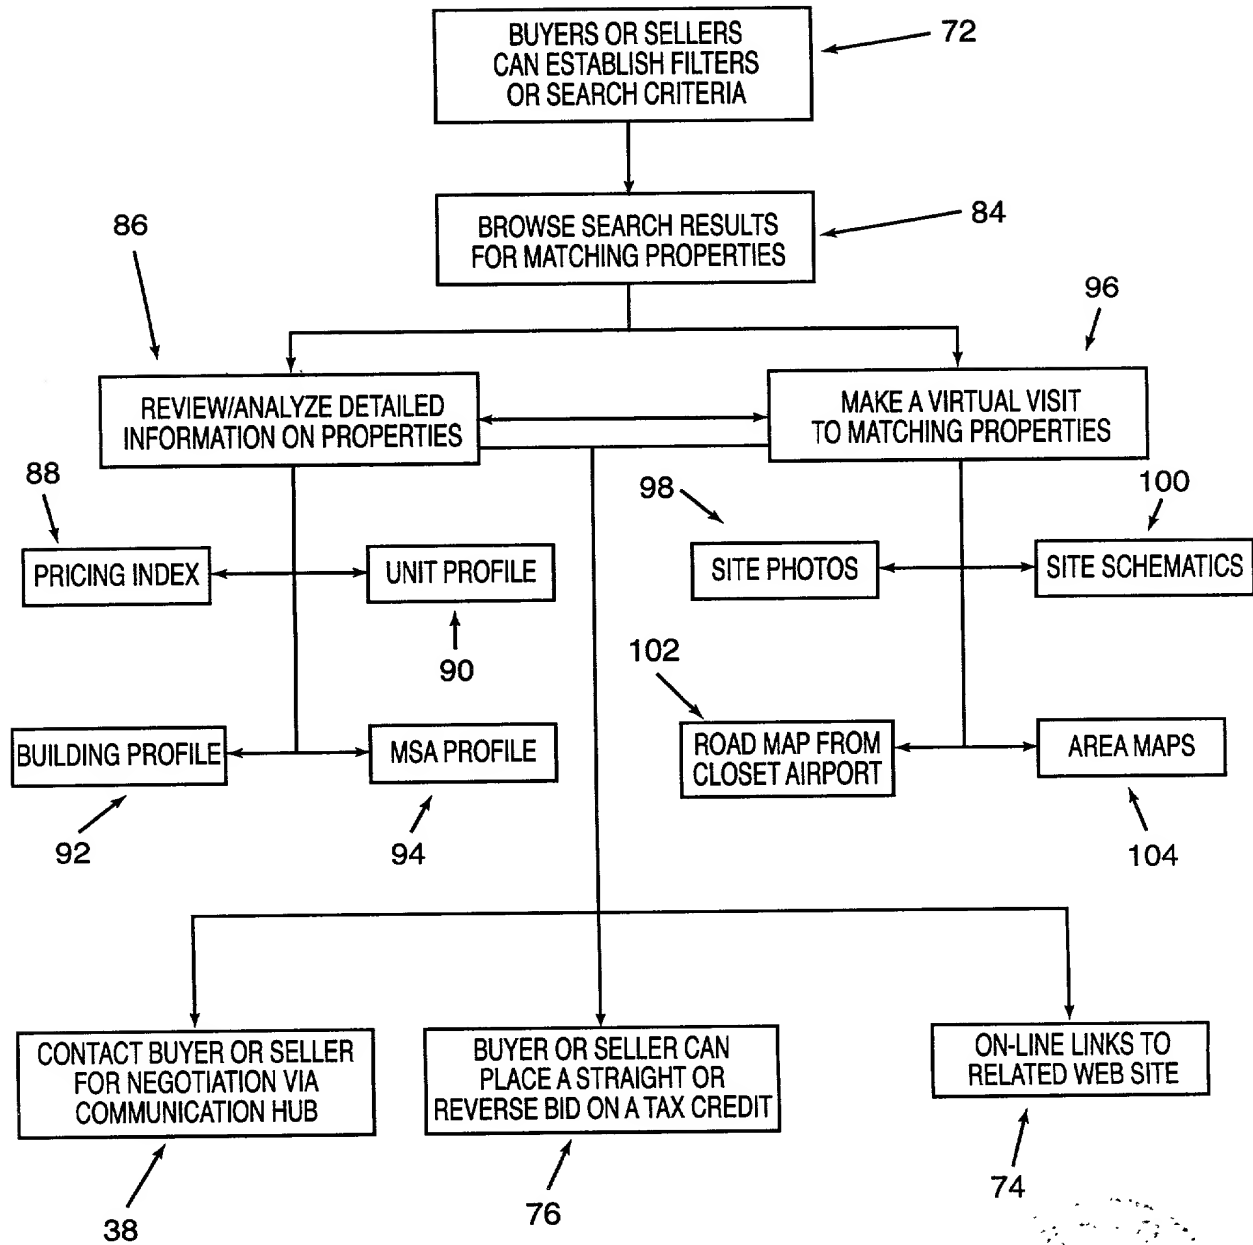 BUYERS OR SELLERS
CAN ESTABLISH FILTERS
OR SEARCH CRITERIA
72
BROWSE SEARCH RESULTS
FOR MATCHING PROPERTIES
84
86
96
REVIEW/ANALYZE DETAILED
INFORMATION ON PROPERTIES
MAKE A VIRTUAL VISIT
TO MATCHING PROPERTIES
88
98
100
PRICING INDEX
UNIT PROFILE
SITE PHOTOS
SITE SCHEMATICS
90
102
BUILDING PROFILE
MSA PROFILE
ROAD MAP FROM
CLOSET AIRPORT
AREA MAPS
92
94
104
CONTACT BUYER OR SELLER
FOR NEGOTIATION VIA
COMMUNICATION HUB
BUYER OR SELLER CAN
PLACE A STRAIGHT OR
REVERSE BID ON A TAX CREDIT
ON-LINE LINKS TO
RELATED WEB SITE
38
76
74